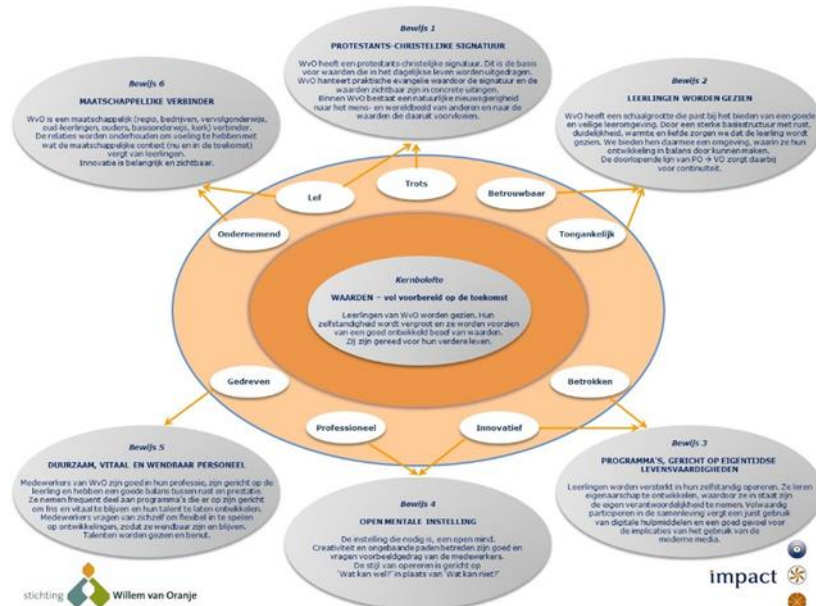 Bewijs 1
PROTESTANTS-CHRISTELIJKE SIGNATUUR
WvO heeft een protestants-christelijke signatuur. Dit is de basis
voor waarden die in het dagelijkse leven worden uitgedragen.
WvO hanteert praktische evangelie waardoor de signatuur en de
waarden zichtbaar zijn in concrete uitingen.
Binnen WvO bestaat een natuurlijke nieuwsgierigheid
naar het mens- en wereldbeeld van anderen en naar de
waarden die daaruit voortvloeien.
Bewijs 6
MAATSCHAPPELIJKE VERBINDER
WvO is een maatschappelijk (regio, bedrijven, vervolgonderwijs,
oud-leerlingen, ouders, basisonderwijs, kerk) verbinder.
De relaties worden onderhouden om voeling te hebben met
wat de maatschappelijke context (nu en in de toekomst)
vergt van leerlingen.
Innovatie is belangrijk en zichtbaar.
Bewijs 2
LEERLINGEN WORDEN GEZIEN
WvO heeft een schaalgrootte die past bij het bieden van een goede
en veilige leeromgeving. Door een sterke basisstructuur met rust,
duidelijkheid, warmte en liefde zorgen we dat de leerling wordt
gezien. We bieden hen daarmee een omgeving, waarin ze hun
ontwikkeling in balans door kunnen maken.
De doorlopende lijn van PO → VO zorgt daarbij
voor continuïteit.
Lef
Trots
Betrouwbaar
Ondernemend
Toegankelijk
Kernbelofte
WAARDEN – vol voorbereid op de toekomst
Leerlingen van WvO worden gezien. Hun
zelfstandigheid wordt vergroot en ze worden voorzien
van een goed ontwikkeld besef van waarden.
Zij zijn gereed voor hun verdere leven.
Gedreven
Betrokken
Professioneel
Innovatief
Bewijs 5
DUURZAAM, VITAAL EN WENDBAAR PERSONEEL
Medewerkers van WvO zijn goed in hun professie, zijn gericht op de
leerling en hebben een goede balans tussen rust en prestatie.
Ze nemen frequent deel aan programma's die er op zijn gericht
om fris en vitaal te blijven en hun talent te laten ontwikkelen.
Medewerkers vragen van zichzelf om flexibel in te spelen
op ontwikkelingen, zodat ze wendbaar zijn en blijven.
Talenten worden gezien en benut.
Bewijs 4
OPEN MENTALE INSTELLING
De instelling die nodig is, een open mind.
Creativiteit en ongebaande paden betreden zijn goed en
vragen voorbeeldgedrag van de medewerkers.
De stijl van opereren is gericht op
'Wat kan wel?' in plaats van 'Wat kan niet?'
Bewijs 3
PROGRAMMA'S, GERICHT OP EIGENTIJDSE
LEVENSVAARDIGHEDEN
Leerlingen worden versterkt in hun zelfstandig opereren. Ze leren
eigenaarschap te ontwikkelen, waardoor ze in staat zijn
de eigen verantwoordelijkheid te nemen. Volwaardig
participeren in de samenleving vergt een juist gebruik
van digitale hulpmiddelen en een goed gevoel voor
de implicaties van het gebruik van de
moderne media.
stichting Willem van Oranje
impact